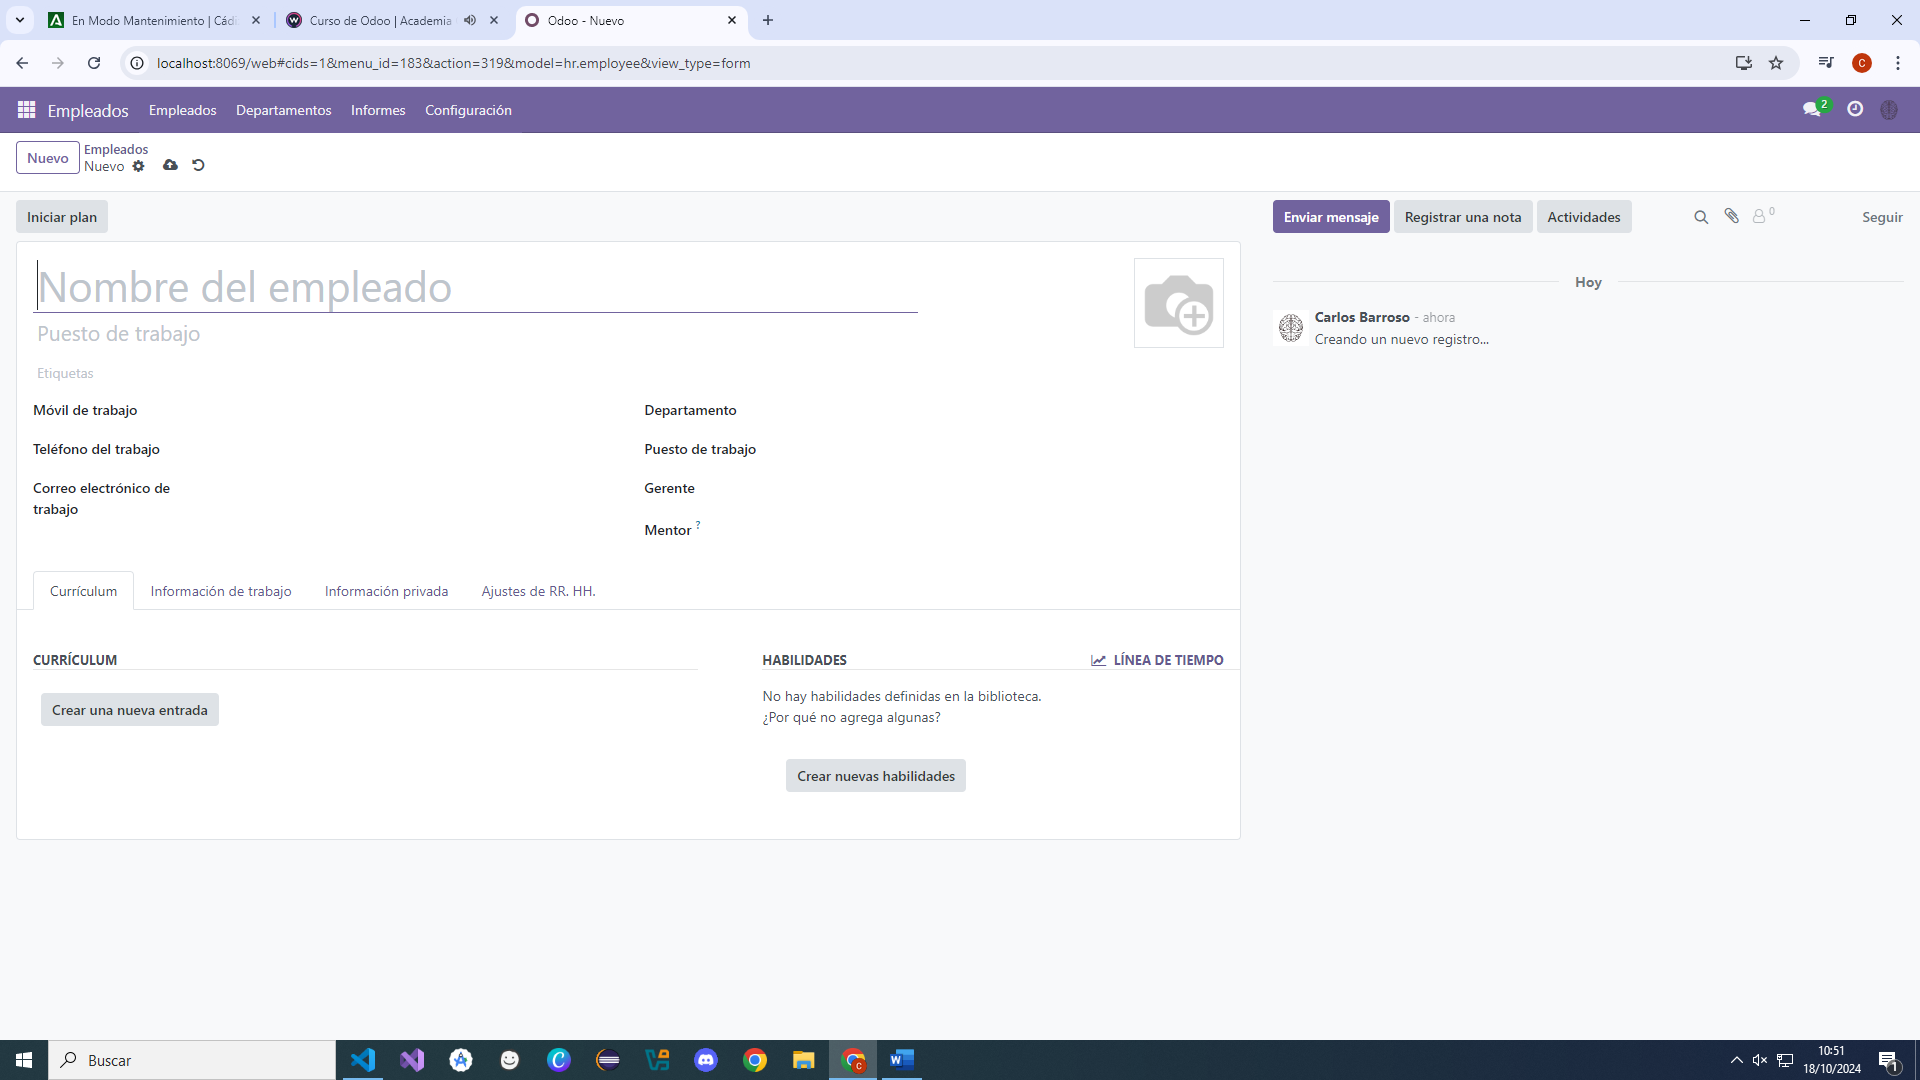 En Modo Mantenimiento | Cádi
Curso de Odoo | Academia
Odoo - Nuevo
localhost:8069/web#cids=1&menu_id=183&action=319&model=hr.employee&view_type=form
C
Empleados
Empleados
Departamentos
Informes
Configuración
2
Nuevo
Empleados
Nuevo
Iniciar plan
Enviar mensaje
Registrar una nota
Actividades
0
Seguir
Nombre del empleado
Puesto de trabajo
Etiquetas
Hoy
Carlos Barroso - ahora
Creando un nuevo registro...
Móvil de trabajo
Departamento
Teléfono del trabajo
Puesto de trabajo
Correo electrónico de
trabajo
Gerente
Mentor ?
Currículum
Información de trabajo
Información privada
Ajustes de RR. HH.
CURRÍCULUM
Crear una nueva entrada
HABILIDADES
LÍNEA DE TIEMPO
No hay habilidades definidas en la biblioteca.
¿Por qué no agrega algunas?
Crear nuevas habilidades
Buscar
10:51
18/10/2024
1